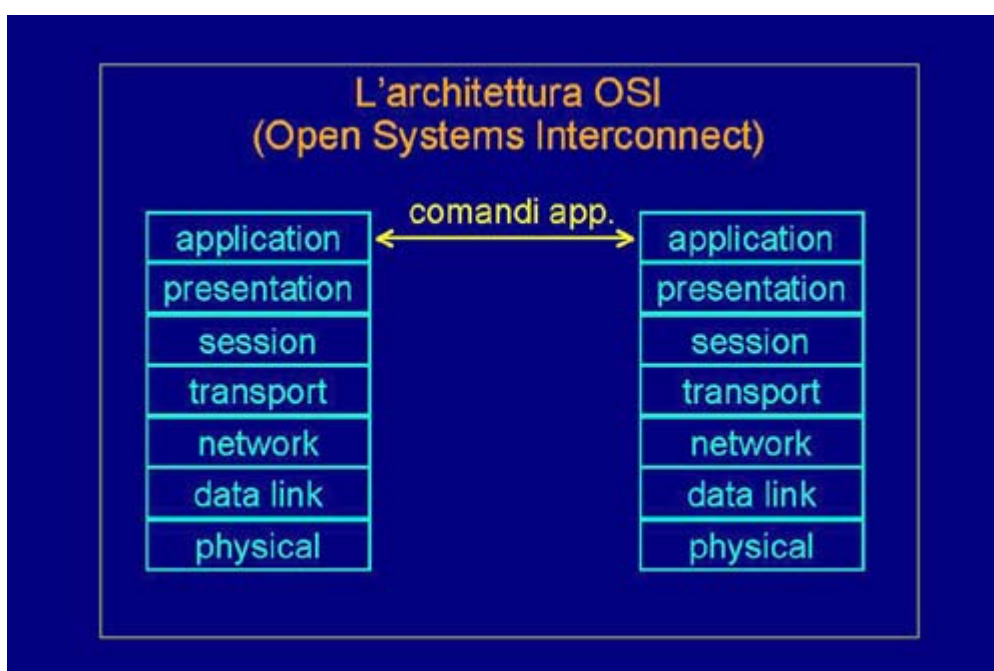 L'architettura OSI
(Open Systems Interconnect)
comandi app.
application
presentation
session
transport
network
data link
physical
application
presentation
session
transport
network
data link
physical